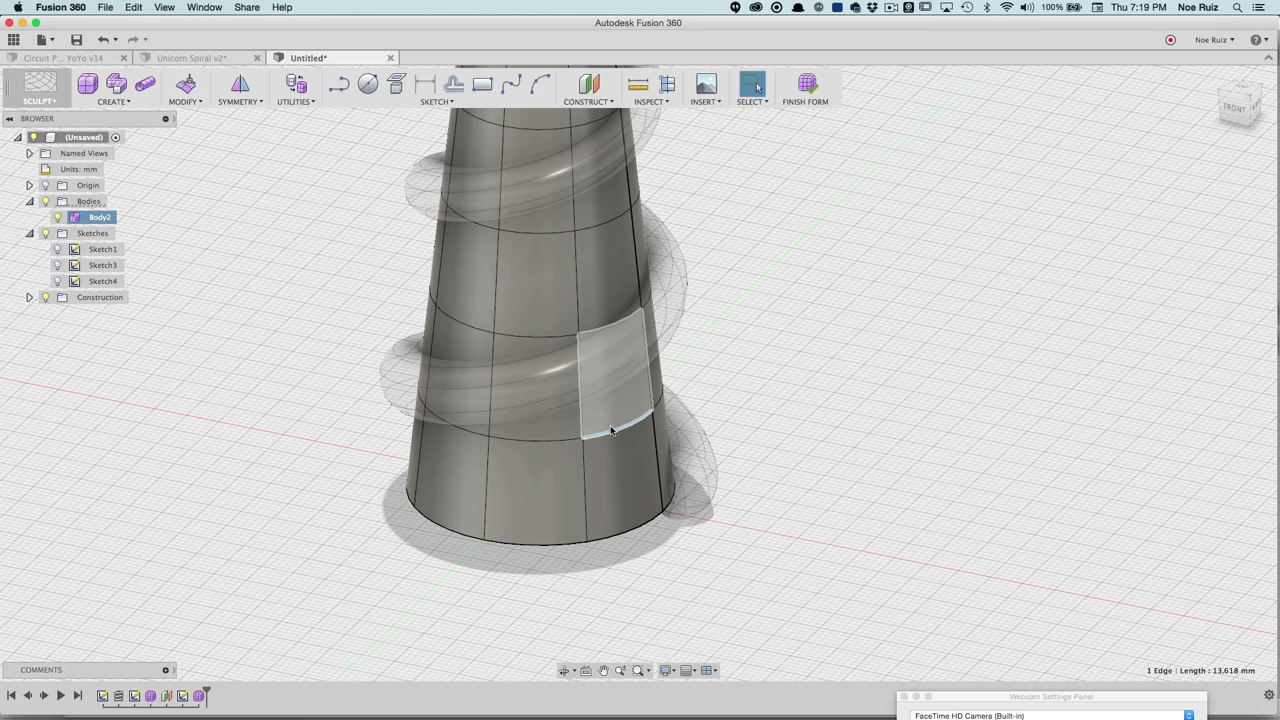 Fusion 360 File Edit View Window Share Help 100% Thu 7:19 PM Noe Ruiz
Autodesk Fusion 360
Noe Ruiz
Circuit P... YoYo v14 Unicorn Spiral v2* Untitled*
SCULPT CREATE MODIFY SYMMETRY UTILITIES SKETCH CONSTRUCT INSPECT INSERT SELECT FINISH FORM
FRONT
BROWSER
(Unsaved)
Named Views
Units: mm
Origin
Bodies
Body2
Sketches
Sketch1
Sketch3
Sketch4
Construction
COMMENTS
1 Edge | Length : 13.618 mm
Webcam Settings Panel
FaceTime HD Camera (Built-in)